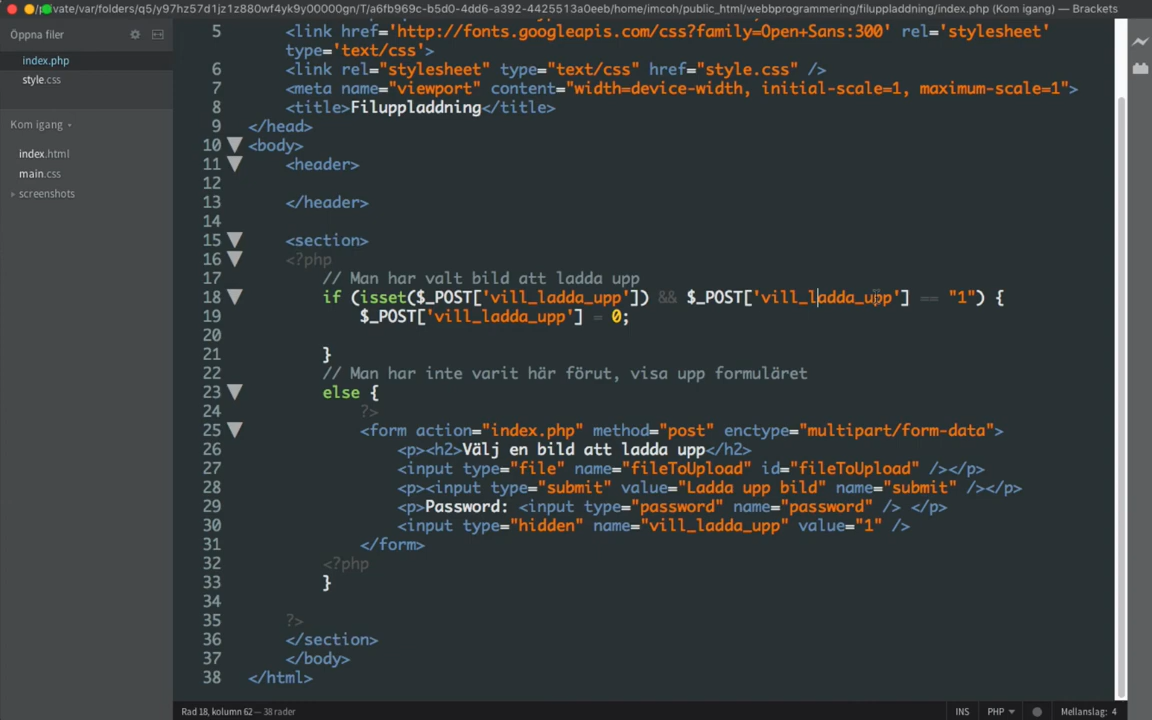 private/var/folders/q5/y97hz57d1jz1z880wf4yk9y00000gn/T/a6fb969c-b5d0-4dd6-a392-4425513a0eeb/home/imcoh/public_html/webbprogrammering/filuppladdning/index.php (Kom igang) — Brackets
Öppna filer
index.php
style.css
Kom igang
index.html
main.css
screenshots
5 <link href='http://fonts.googleapis.com/css?family=Open+Sans:300' rel='stylesheet'
type='text/css'>
6 <link rel="stylesheet" type="text/css" href="style.css" />
7 <meta name="viewport" content="width=device-width, initial-scale=1, maximum-scale=1">
8 <title>Filuppladdning</title>
9 </head>
10 <body>
11 <header>
12
13 </header>
14
15 <section>
16 <?php
17 // Man har valt bild att ladda upp
18 if (isset($_POST['vill_ladda_upp']) && $_POST['vill_ladda_upp'] == "1") {
19 $_POST['vill_ladda_upp'] = 0;
20
21 }
22 // Man har inte varit här förut, visa upp formuläret
23 else {
24 ?>
25 <form action="index.php" method="post" enctype="multipart/form-data">
26 <p><h2>Välj en bild att ladda upp</h2>
27 <input type="file" name="fileToUpload" id="fileToUpload" /></p>
28 <p><input type="submit" value="Ladda upp bild" name="submit" /></p>
29 <p>Password: <input type="password" name="password" /> </p>
30 <input type="hidden" name="vill_ladda_upp" value="1" />
31 </form>
32 <?php
33 }
34
35 ?>
36 </section>
37 </body>
38 </html>
Rad 18, kolumn 62 — 38 rader
INS
PHP
Mellanslag: 4